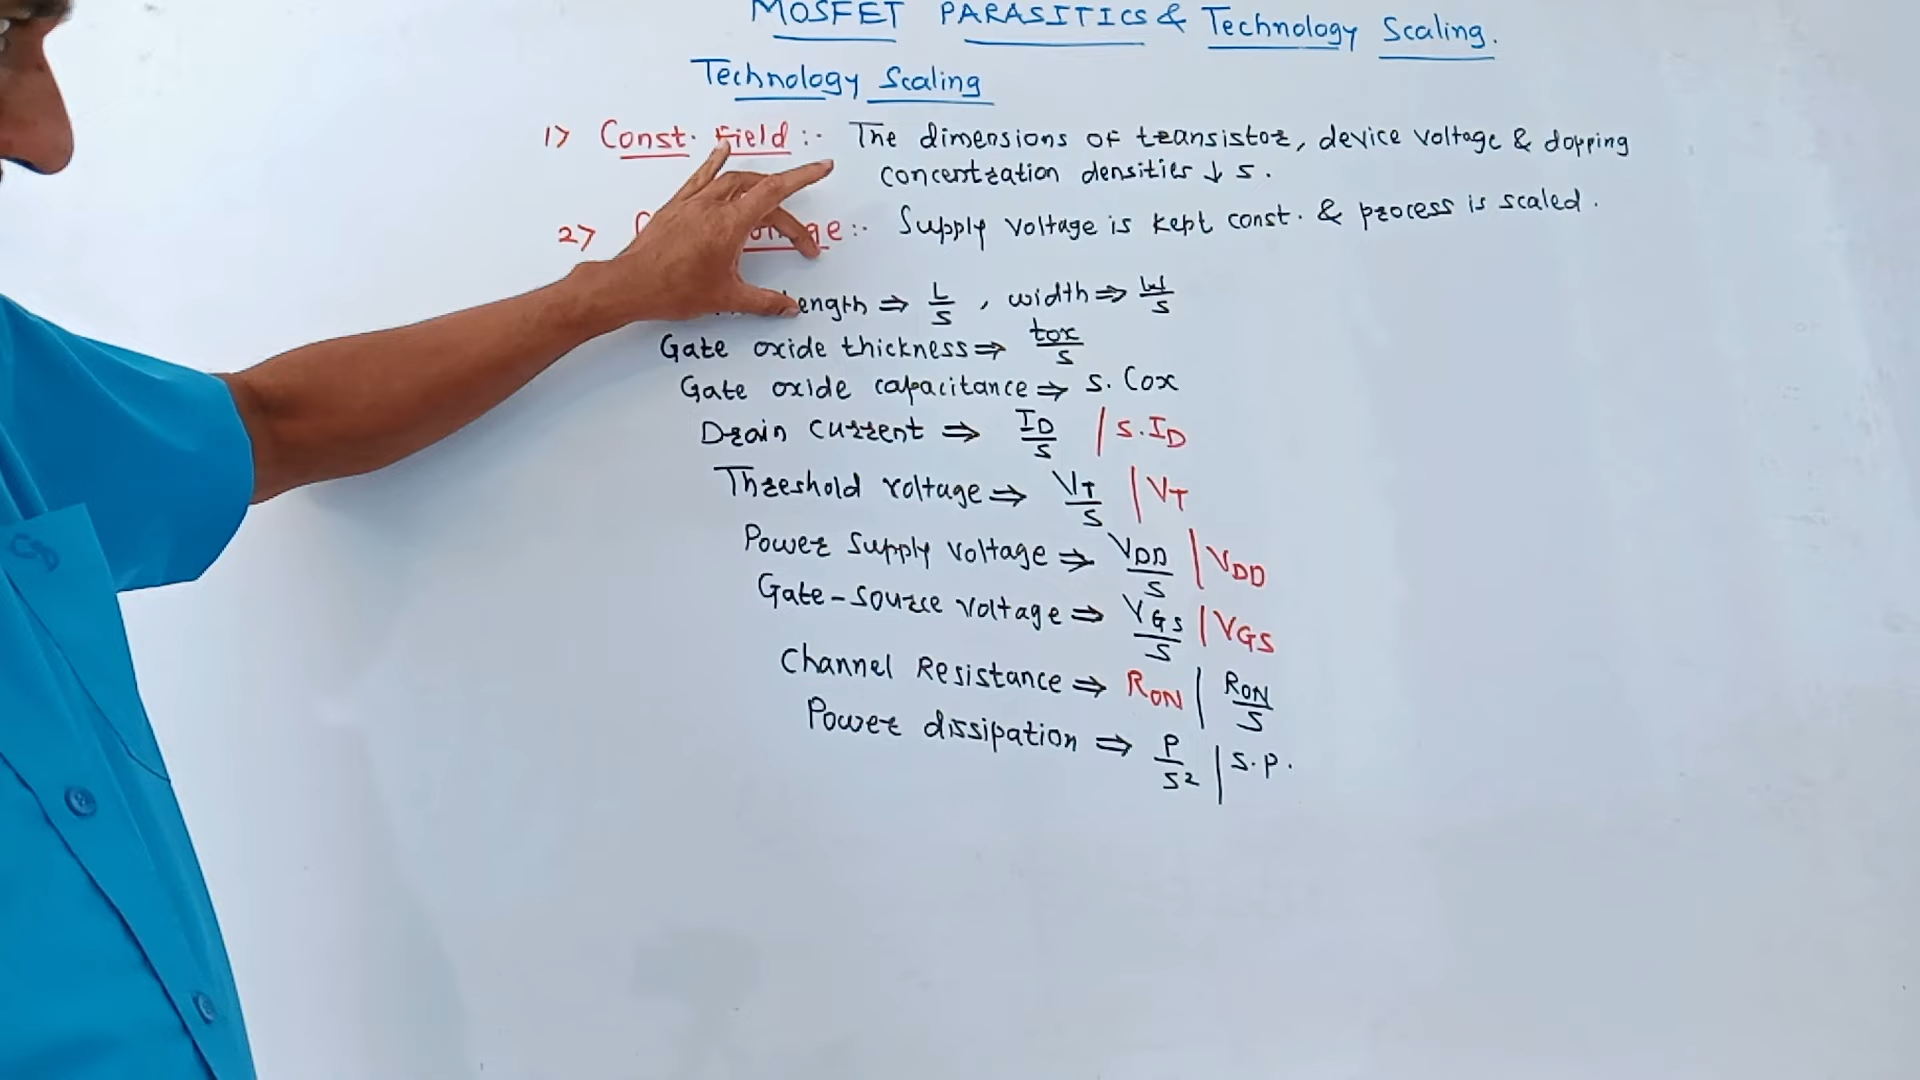 MOSFET PARASITICS & Technology Scaling.
Technology Scaling
1) Const. Field :- The dimensions of transistor, device voltage & dopping
concentration densities ↓ S.
2) :- Supply voltage is kept const. & process is scaled.
⇒ L/S , width ⇒ W/S
Gate oxide thickness ⇒ tox/S
Gate oxide capacitance ⇒ S. Cox
Drain current ⇒ ID/S | S.ID
Threshold voltage ⇒ VT/S | VT
Power supply voltage ⇒ VDD/S | VDD
Gate-source voltage ⇒ VGS/S | VGS
Channel Resistance ⇒ RON | RON/S
Power dissipation ⇒ P/S² | S.P.